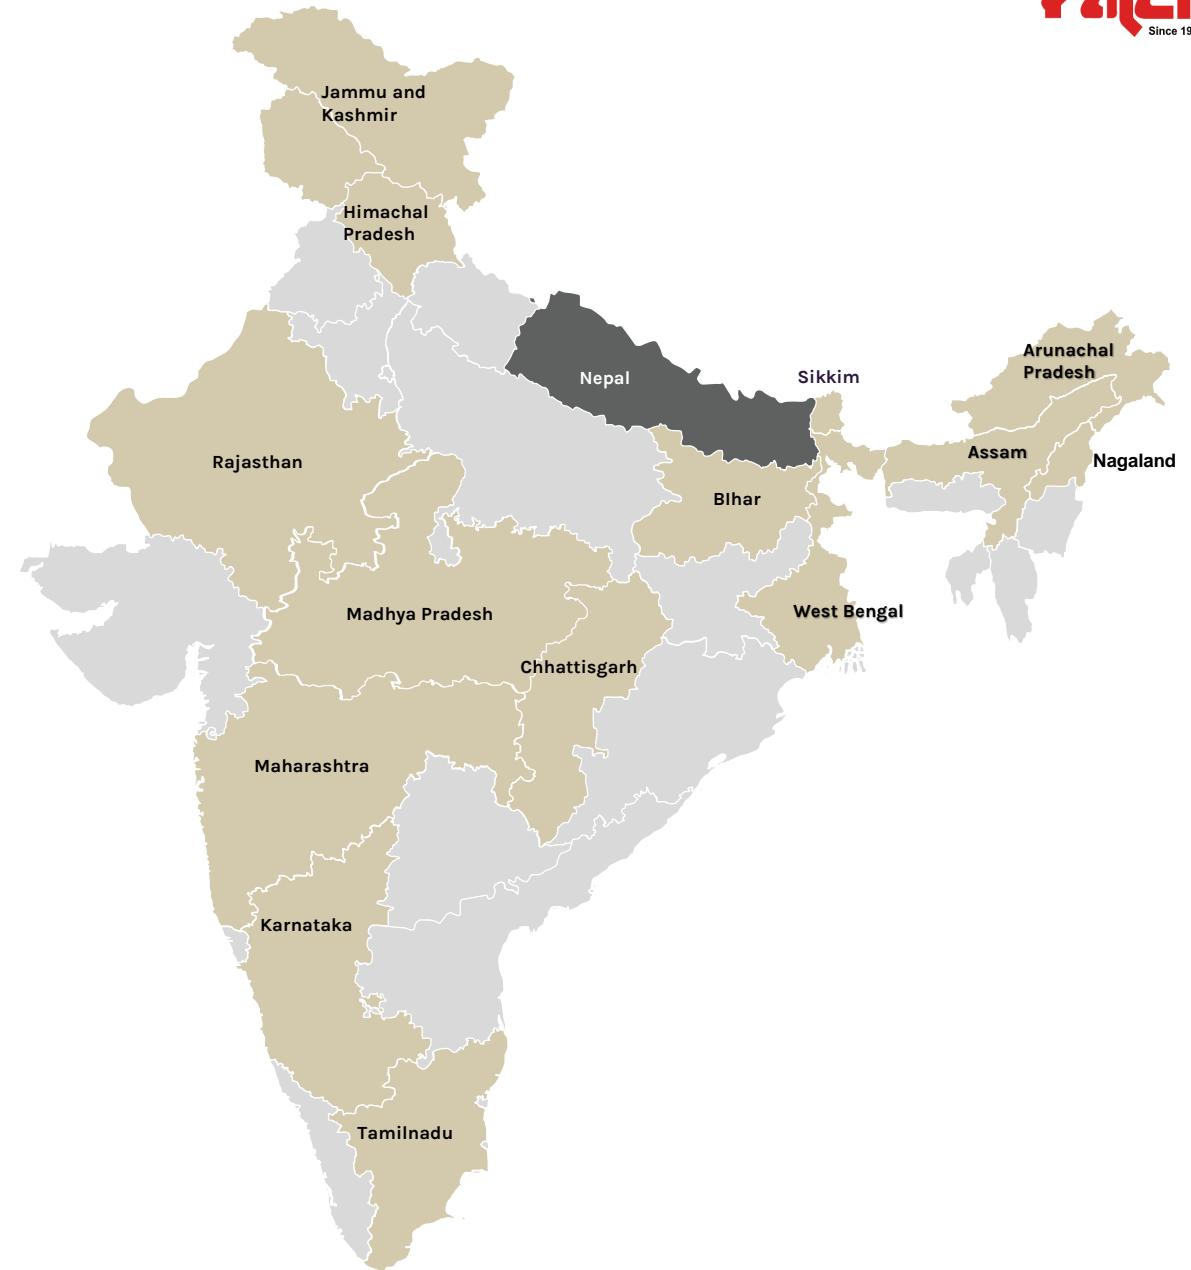 Since 19
Jammu and
Kashmir
Himachal
Pradesh
Arunachal
Pradesh
Nepal
Sikkim
Assam
Nagaland
Rajasthan
BIhar
Madhya Pradesh
West Bengal
Chhattisgarh
Maharashtra
Karnataka
Tamilnadu